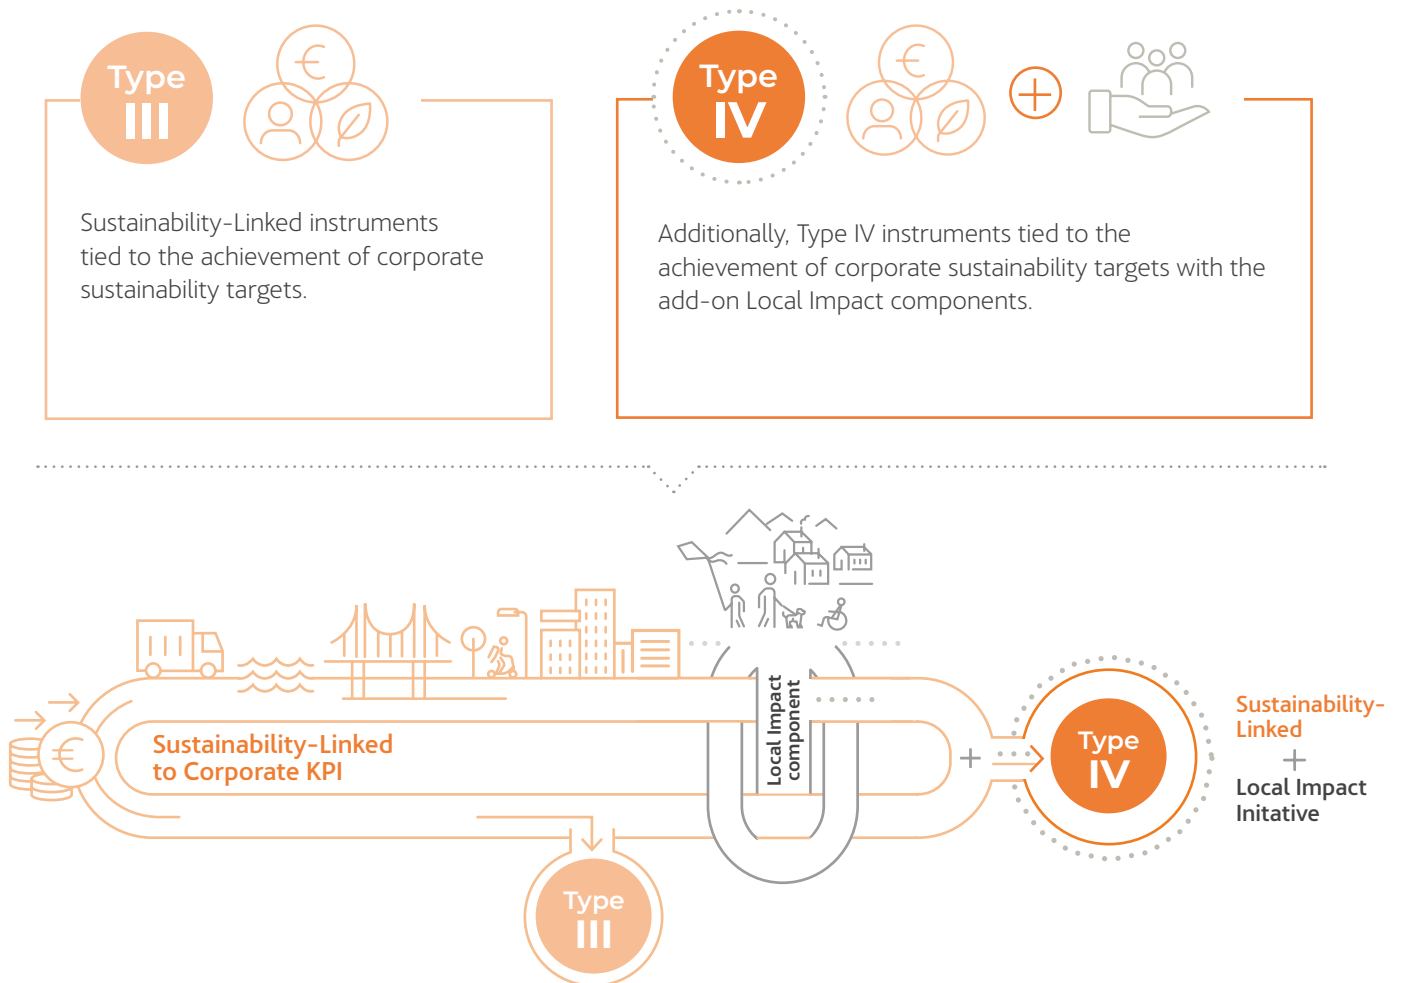 Type
III
Sustainability-Linked instruments
tied to the achievement of corporate
sustainability targets.
Type
IV
Additionally, Type IV instruments tied to the
achievement of corporate sustainability targets with the
add-on Local Impact components.
Sustainability-Linked
to Corporate KPI
Local Impact
component
Type
III
Type
IV
Sustainability-
Linked
+
Local Impact
Initative